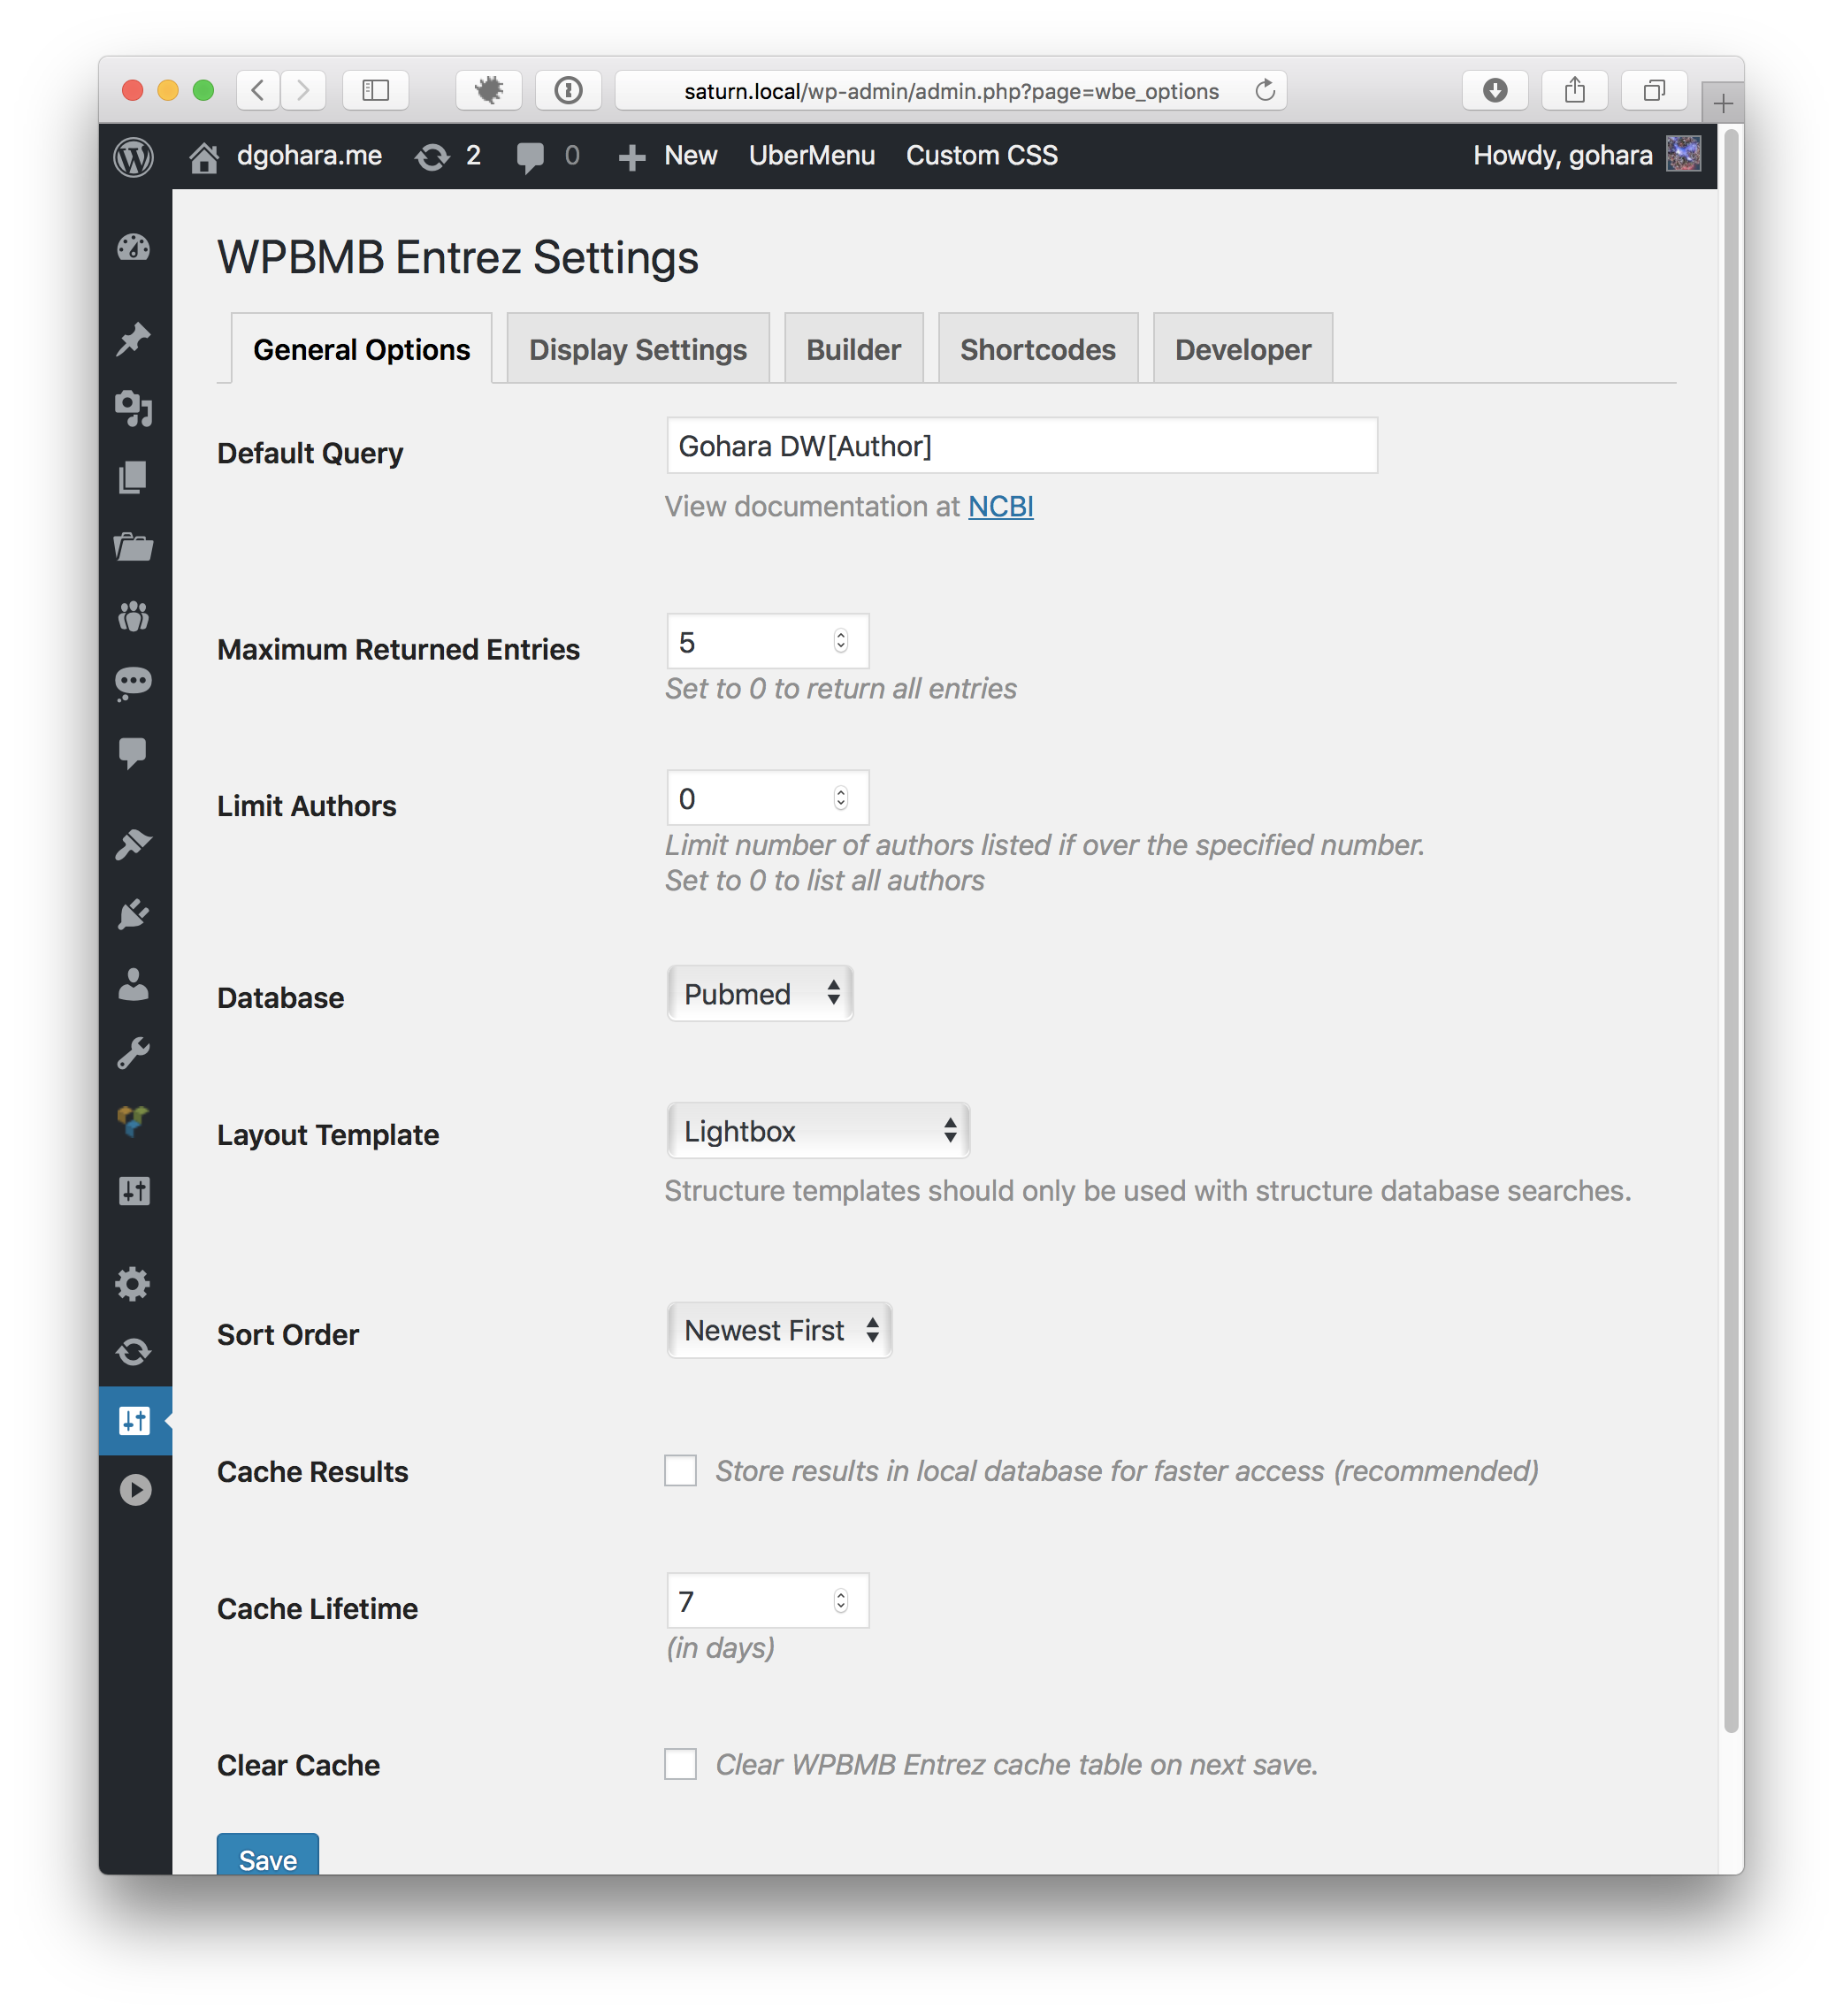 saturn.local/wp-admin/admin.php?page=wbe_options
dgohara.me 2 0 New UberMenu Custom CSS Howdy, gohara
WPBMB Entrez Settings
General Options Display Settings Builder Shortcodes Developer
Default Query Gohara DW[Author]
View documentation at NCBI
Maximum Returned Entries 5
Set to 0 to return all entries
Limit Authors 0
Limit number of authors listed if over the specified number.
Set to 0 to list all authors
Database Pubmed
Layout Template Lightbox
Structure templates should only be used with structure database searches.
Sort Order Newest First
Cache Results Store results in local database for faster access (recommended)
Cache Lifetime 7
(in days)
Clear Cache Clear WPBMB Entrez cache table on next save.
Save